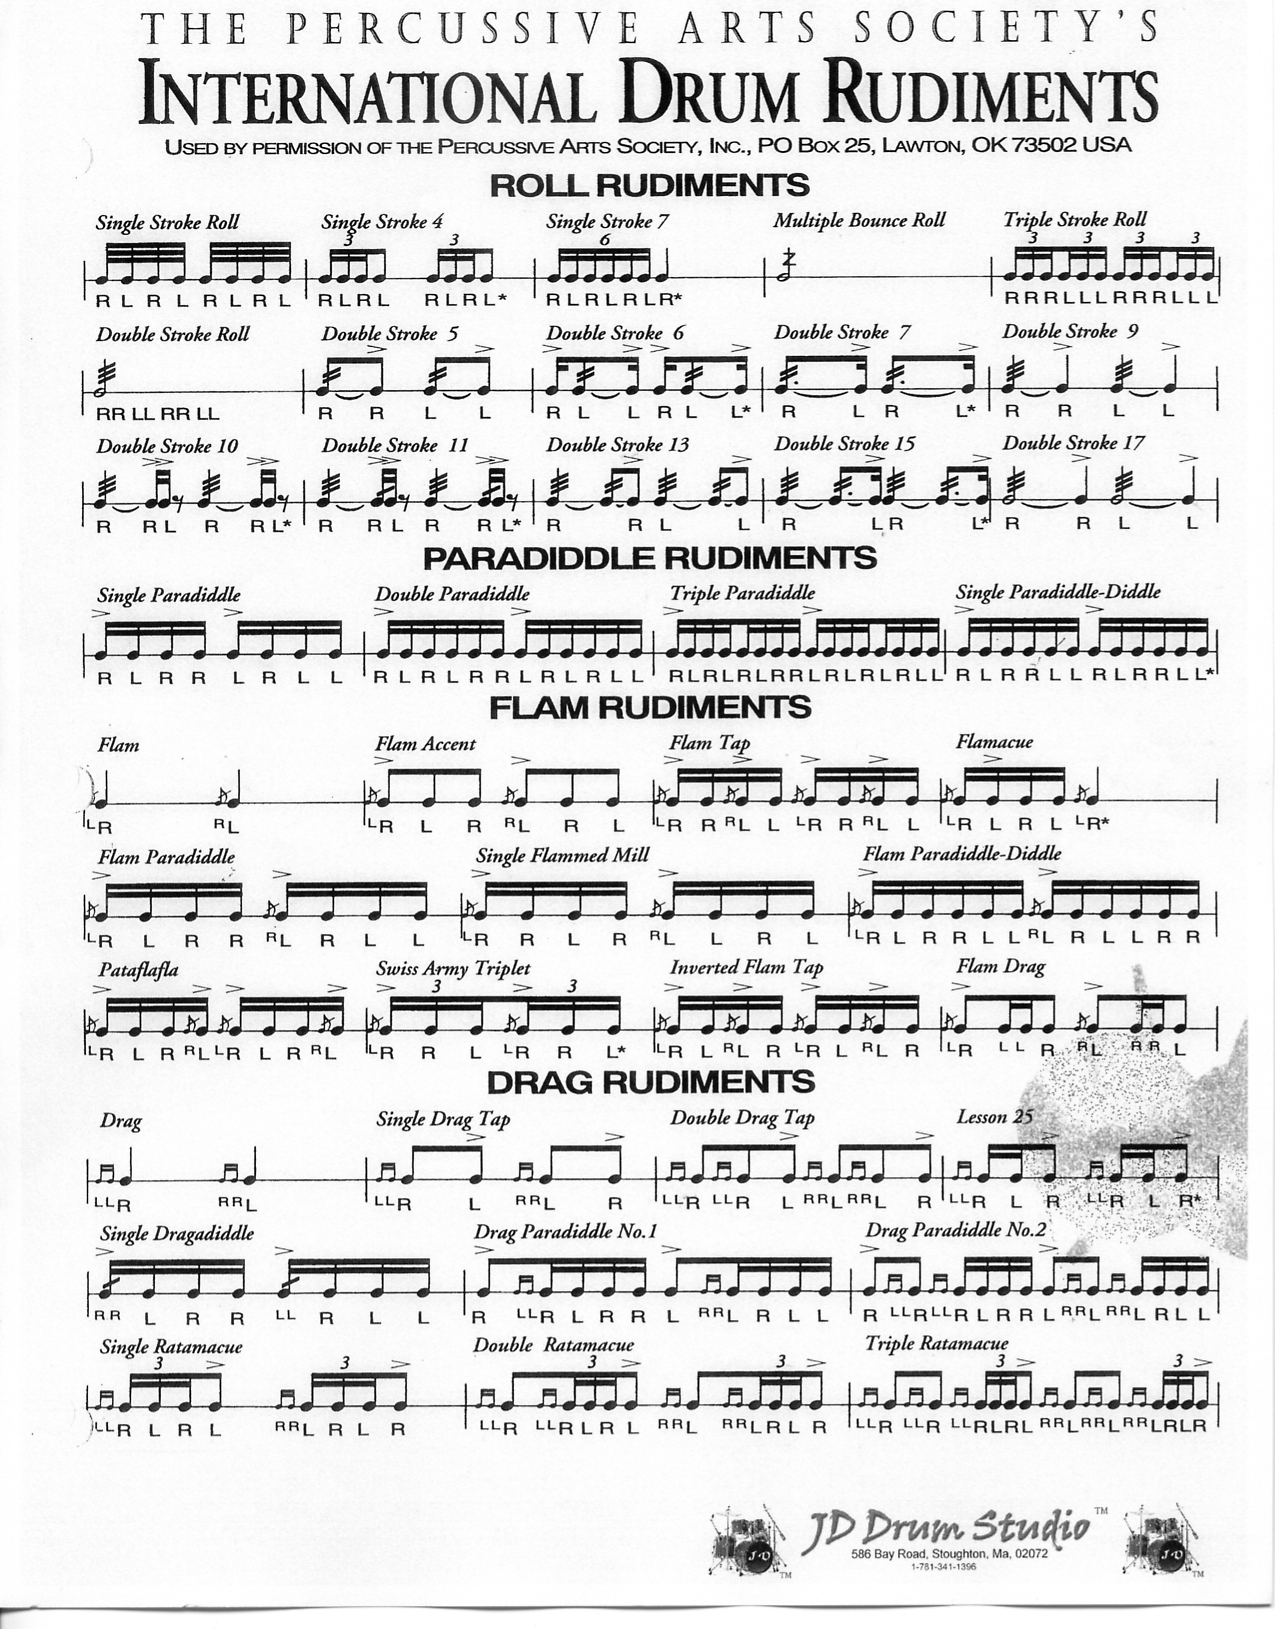 THE PERCUSSIVE ARTS SOCIETY'S
INTERNATIONAL DRUM RUDIMENTS
USED BY PERMISSION OF THE PERCUSSIVE ARTS SOCIETY, INC., PO BOX 25, LAWTON, OK 73502 USA
ROLL RUDIMENTS
Single Stroke Roll Single Stroke 4 Single Stroke 7 Multiple Bounce Roll Triple Stroke Roll
3 3 6 3 3 3 3
R L R L R L R L R L R L R L R L* R L R L R L R* R R R L L L R R R L L L
Double Stroke Roll Double Stroke 5 Double Stroke 6 Double Stroke 7 Double Stroke 9
RR LL RR LL R R L L R L L R L L* R L R L* R R L L
Double Stroke 10 Double Stroke 11 Double Stroke 13 Double Stroke 15 Double Stroke 17
R R L R R L* R R L R R L* R R L L R L R L* R R L L
PARADIDDLE RUDIMENTS
Single Paradiddle Double Paradiddle Triple Paradiddle Single Paradiddle-Diddle
R L R R L R L L R L R L R R L R L R L L R L R L R L R R L R L R L R L L R L R R L L R L R R L L*
FLAM RUDIMENTS
Flam Flam Accent Flam Tap Flamacue
LR RL LR L R RL R L LR R RL L LR R RL L LR L R L LR*
Flam Paradiddle Single Flammed Mill Flam Paradiddle-Diddle
LR L R R RL R L L LR R L R RL L R L LR L R R L L RL R L L R R
Pataflafla Swiss Army Triplet Inverted Flam Tap Flam Drag
3 3
LR L R RL LR L R RL LR R L LR R L* LR L RL R LR L RL R LR LL R RL RR L
DRAG RUDIMENTS
Drag Single Drag Tap Double Drag Tap Lesson 25
LLR RRL LLR L RRL R LLR LLR L RRL RRL R LLR L R LLR L R*
Single Dragadiddle Drag Paradiddle No.1 Drag Paradiddle No.2
RR L R R LL R L L R LLR L R R L RRL R L L R LLR LLR L R R L RRL RRL R L L
Single Ratamacue Double Ratamacue Triple Ratamacue
3 3 3 3 3 3
LLR L R L RRL R L R LLR LLR L R L RRL RRL R L R LLR LLR LLR L R L RRL RRL RRL R L R
JD Drum Studio TM
586 Bay Road, Stoughton, Ma, 02072
1-781-341-1396
J·D TM J·D TM